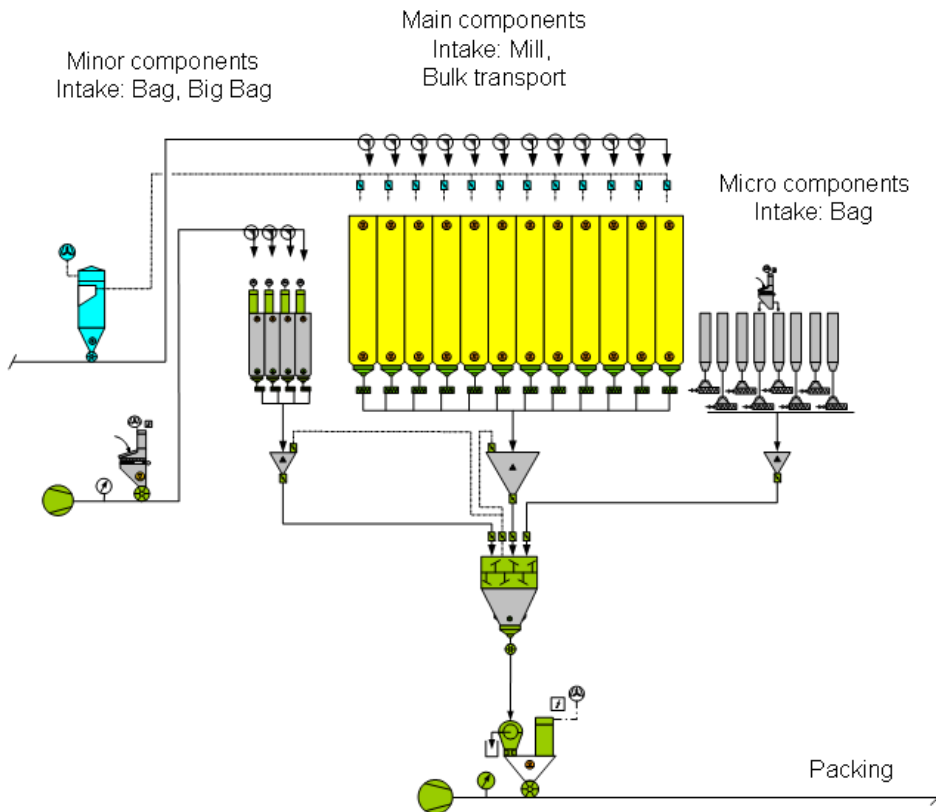 Main components
Intake: Mill,
Bulk transport
Minor components
Intake: Bag, Big Bag
Micro components
Intake: Bag
Packing